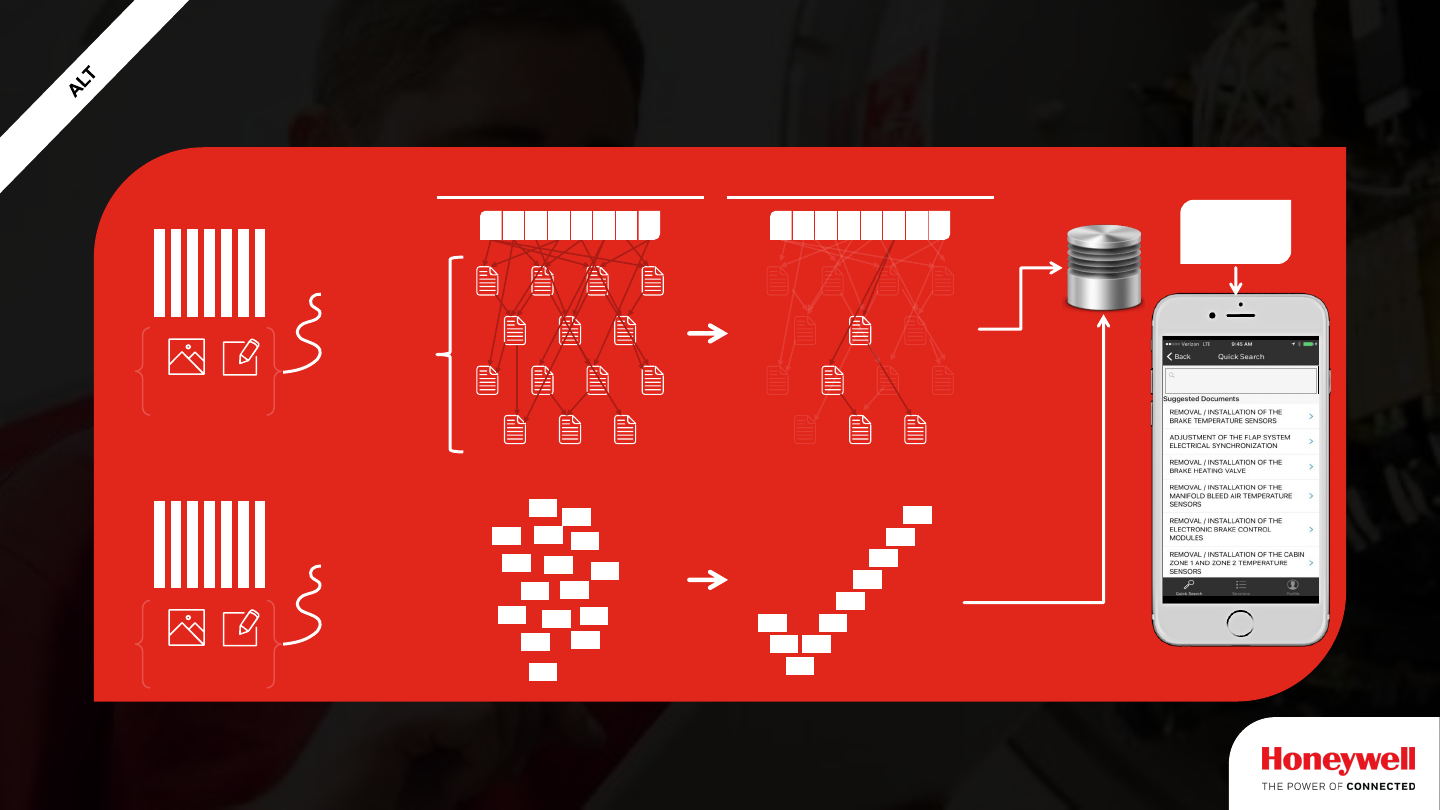 ALT
Verizon LTE 9:45 AM
Back Quick Search
Suggested Documents
REMOVAL / INSTALLATION OF THE
BRAKE TEMPERATURE SENSORS
ADJUSTMENT OF THE FLAP SYSTEM
ELECTRICAL SYNCHRONIZATION
REMOVAL / INSTALLATION OF THE
BRAKE HEATING VALVE
REMOVAL / INSTALLATION OF THE
MANIFOLD BLEED AIR TEMPERATURE
SENSORS
REMOVAL / INSTALLATION OF THE
ELECTRONIC BRAKE CONTROL
MODULES
REMOVAL / INSTALLATION OF THE CABIN
ZONE 1 AND ZONE 2 TEMPERATURE
SENSORS
Quick Search Sessions Profile
Honeywell
THE POWER OF CONNECTED